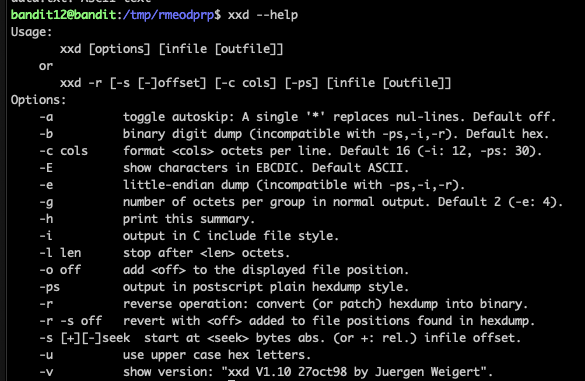 data.txt: ASCII text
bandit12@bandit:/tmp/rmeodprp$ xxd --help
Usage:
       xxd [options] [infile [outfile]]
    or
       xxd -r [-s [-]offset] [-c cols] [-ps] [infile [outfile]]
Options:
    -a          toggle autoskip: A single '*' replaces nul-lines. Default off.
    -b          binary digit dump (incompatible with -ps,-i,-r). Default hex.
    -c cols     format <cols> octets per line. Default 16 (-i: 12, -ps: 30).
    -E          show characters in EBCDIC. Default ASCII.
    -e          little-endian dump (incompatible with -ps,-i,-r).
    -g          number of octets per group in normal output. Default 2 (-e: 4).
    -h          print this summary.
    -i          output in C include file style.
    -l len      stop after <len> octets.
    -o off      add <off> to the displayed file position.
    -ps         output in postscript plain hexdump style.
    -r          reverse operation: convert (or patch) hexdump into binary.
    -r -s off   revert with <off> added to file positions found in hexdump.
    -s [+][-]seek  start at <seek> bytes abs. (or +: rel.) infile offset.
    -u          use upper case hex letters.
    -v          show version: "xxd V1.10 27oct98 by Juergen Weigert".